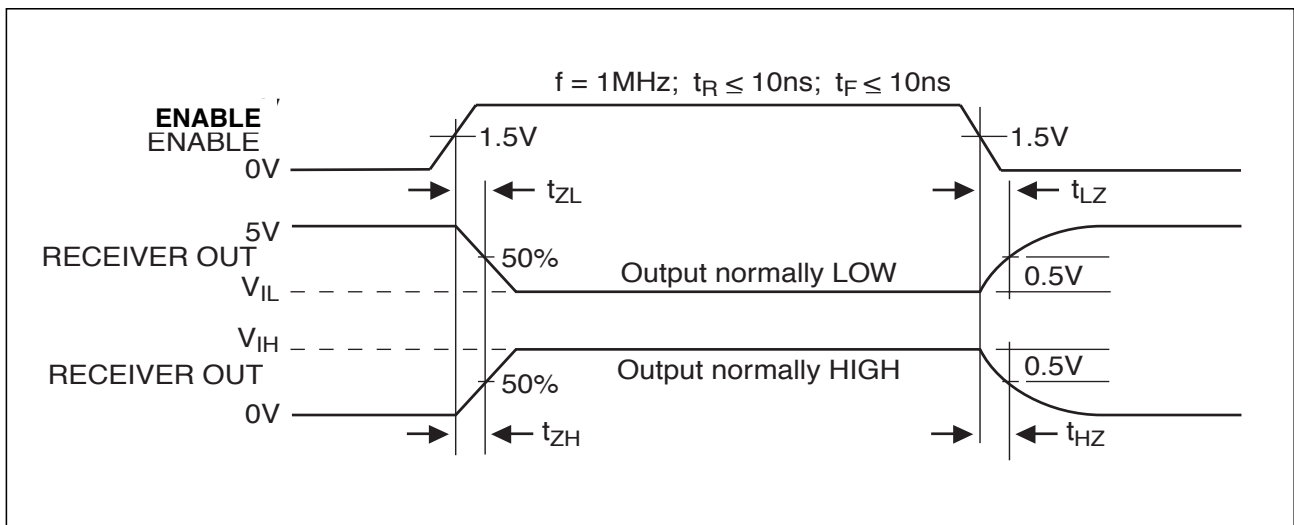 f = 1MHz; tR ≤ 10ns; tF ≤ 10ns
ENABLE
ENABLE
1.5V
1.5V
0V
tZL
tLZ
5V
RECEIVER OUT
50%
Output normally LOW
0.5V
VIL
VIH
RECEIVER OUT
50%
Output normally HIGH
0.5V
0V
tZH
tHZ